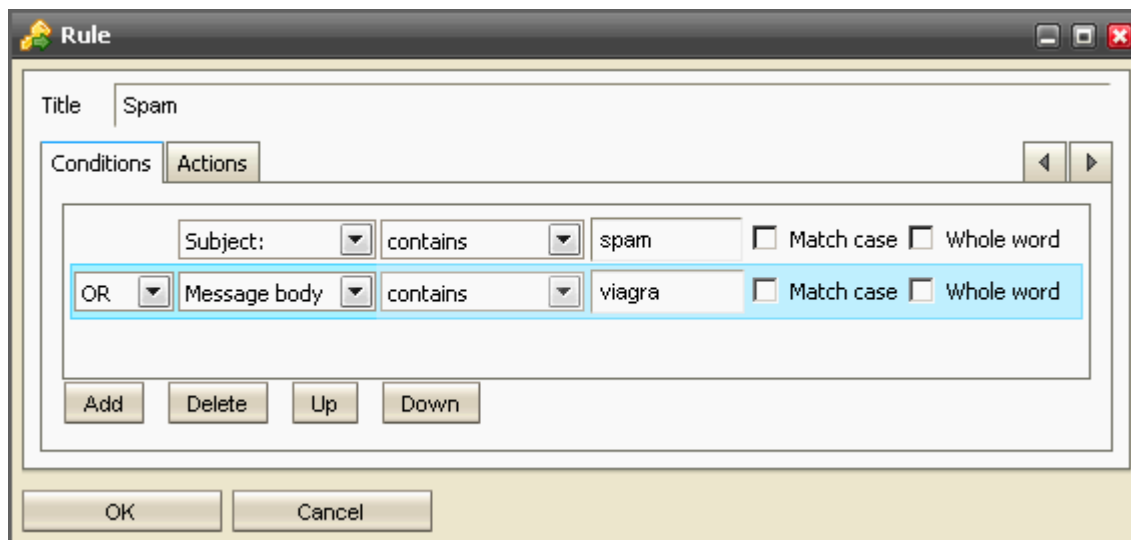 Rule
Title Spam
Conditions Actions
Subject: contains spam Match case Whole word
OR Message body contains viagra Match case Whole word
Add Delete Up Down
OK Cancel